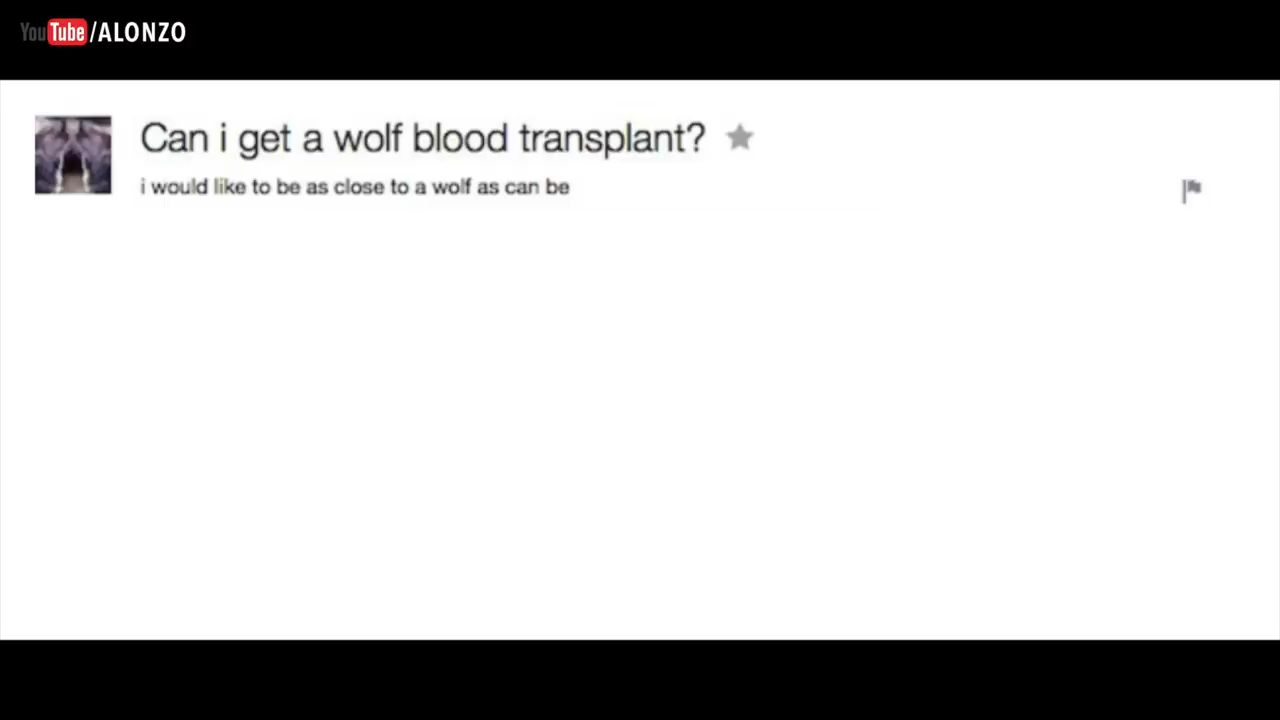 YouTube/ALONZO
Can i get a wolf blood transplant?
i would like to be as close to a wolf as can be